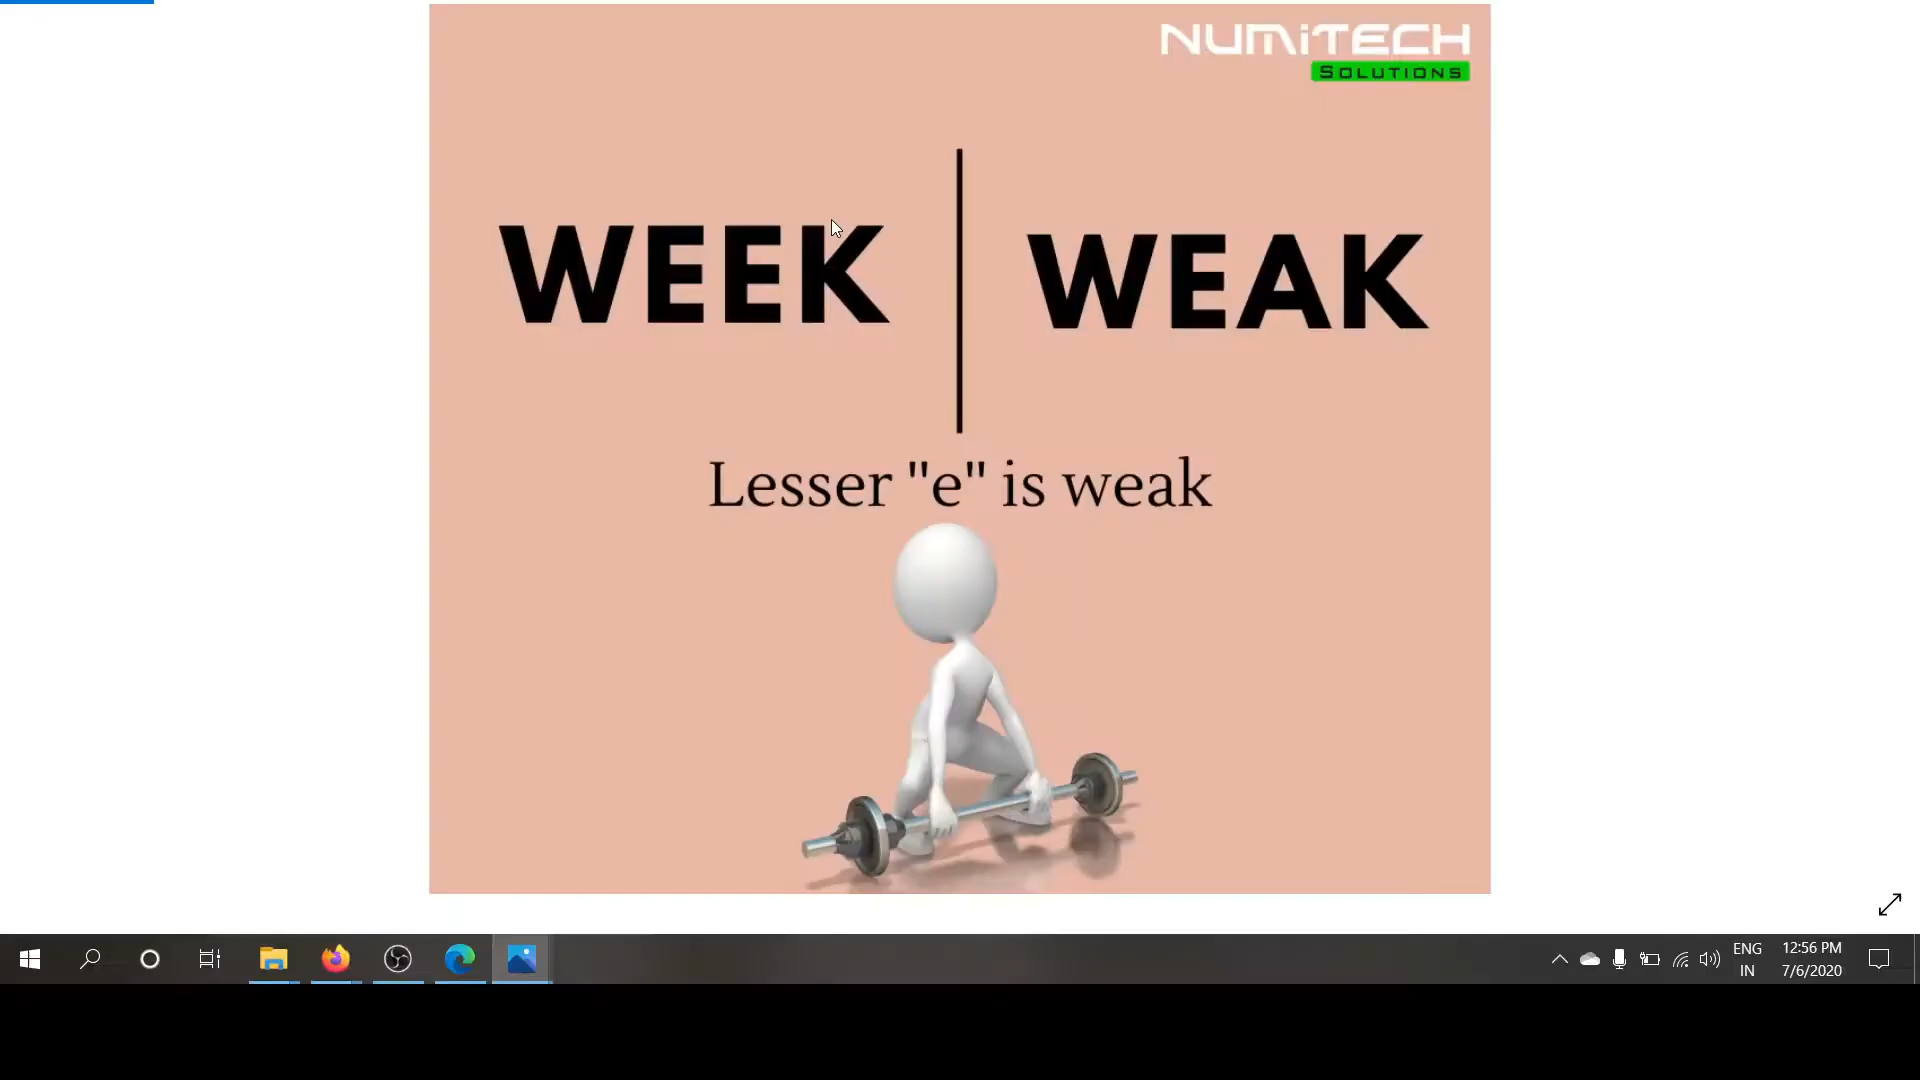 NUMiTECH
SOLUTIONS
WEEK
WEAK
Lesser "e" is weak
ENG
IN
12:56 PM
7/6/2020